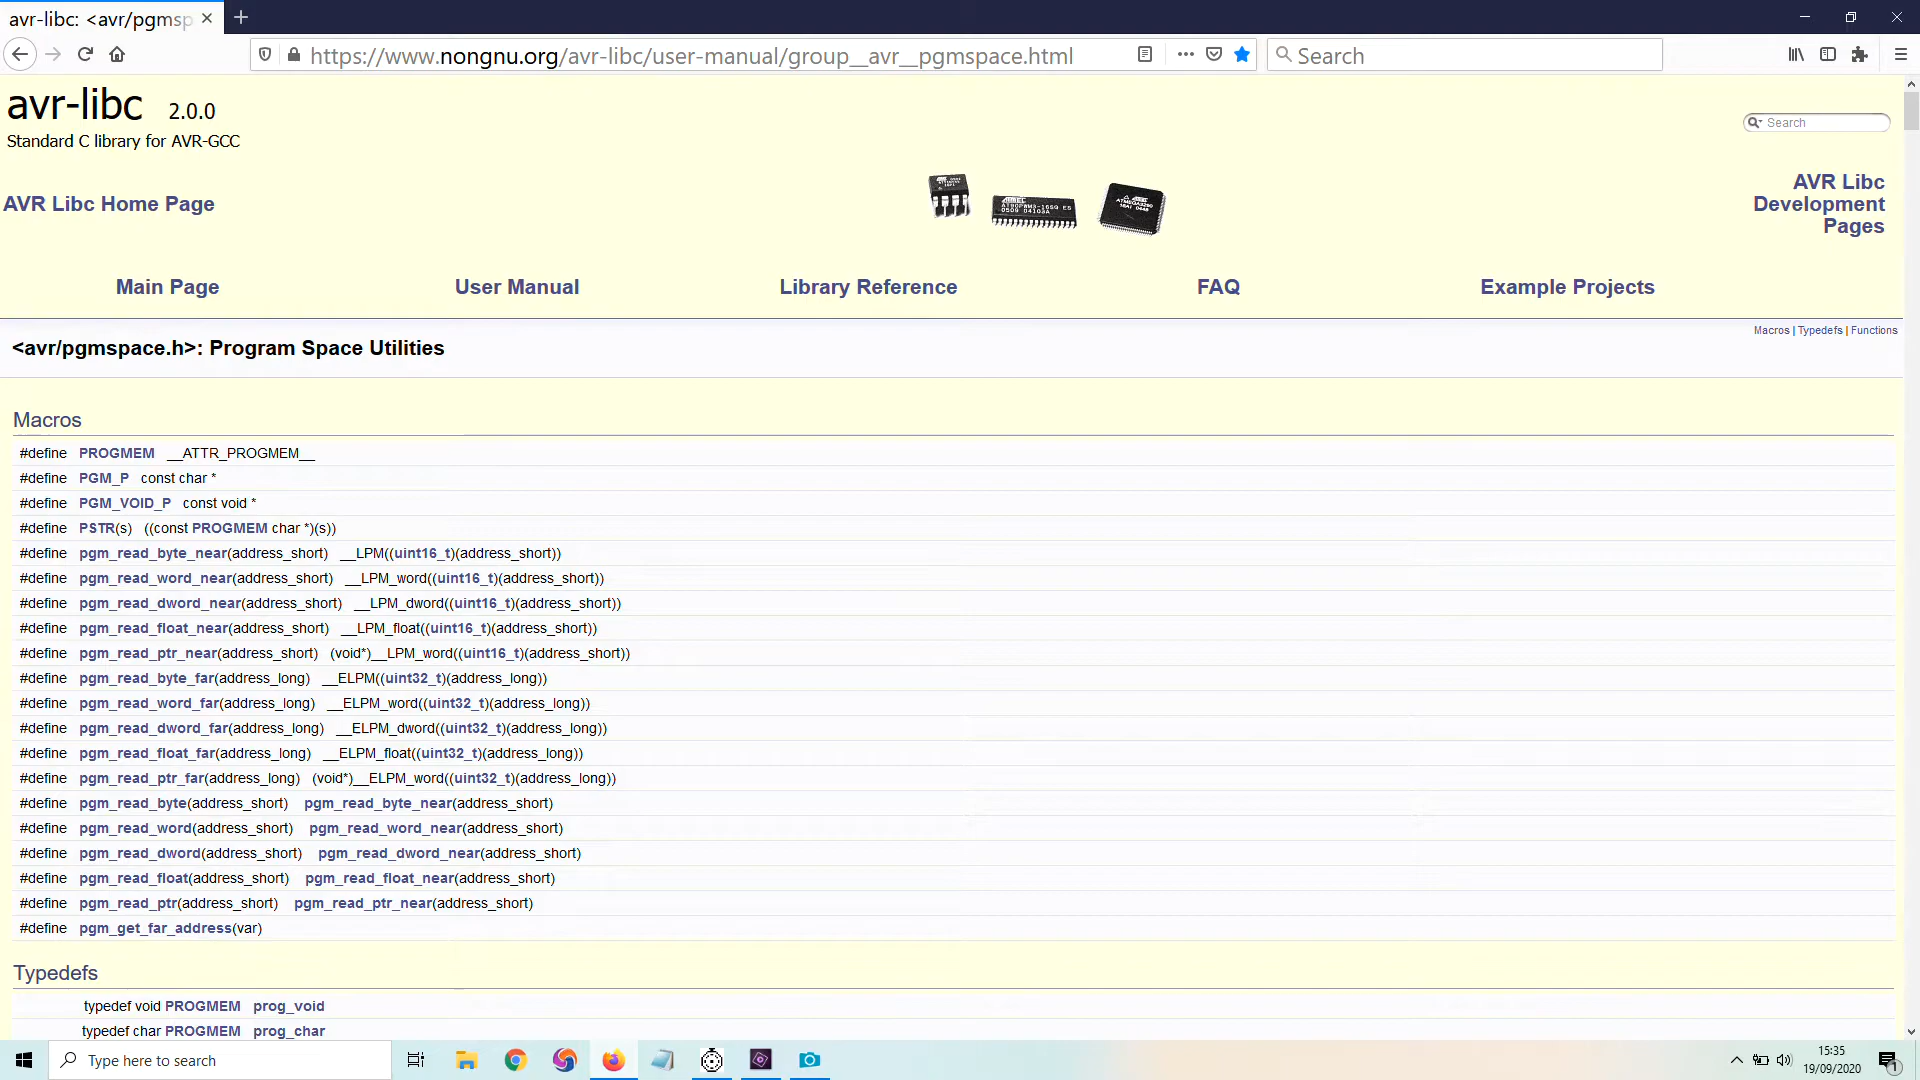 avr-libc: <avr/pgmsp
https://www.nongnu.org/avr-libc/user-manual/group__avr__pgmspace.html
Search
avr-libc 2.0.0
Standard C library for AVR-GCC
Search
AVR Libc Home Page
AVR Libc
Development
Pages
Main Page
User Manual
Library Reference
FAQ
Example Projects
Macros | Typedefs | Functions
<avr/pgmspace.h>: Program Space Utilities
Macros
#define PROGMEM __ATTR_PROGMEM__
#define PGM_P const char *
#define PGM_VOID_P const void *
#define PSTR(s) ((const PROGMEM char *)(s))
#define pgm_read_byte_near(address_short) __LPM((uint16_t)(address_short))
#define pgm_read_word_near(address_short) __LPM_word((uint16_t)(address_short))
#define pgm_read_dword_near(address_short) __LPM_dword((uint16_t)(address_short))
#define pgm_read_float_near(address_short) __LPM_float((uint16_t)(address_short))
#define pgm_read_ptr_near(address_short) (void*)__LPM_word((uint16_t)(address_short))
#define pgm_read_byte_far(address_long) __ELPM((uint32_t)(address_long))
#define pgm_read_word_far(address_long) __ELPM_word((uint32_t)(address_long))
#define pgm_read_dword_far(address_long) __ELPM_dword((uint32_t)(address_long))
#define pgm_read_float_far(address_long) __ELPM_float((uint32_t)(address_long))
#define pgm_read_ptr_far(address_long) (void*)__ELPM_word((uint32_t)(address_long))
#define pgm_read_byte(address_short) pgm_read_byte_near(address_short)
#define pgm_read_word(address_short) pgm_read_word_near(address_short)
#define pgm_read_dword(address_short) pgm_read_dword_near(address_short)
#define pgm_read_float(address_short) pgm_read_float_near(address_short)
#define pgm_read_ptr(address_short) pgm_read_ptr_near(address_short)
#define pgm_get_far_address(var)
Typedefs
typedef void PROGMEM prog_void
typedef char PROGMEM prog_char
Type here to search
15:35
19/09/2020
1